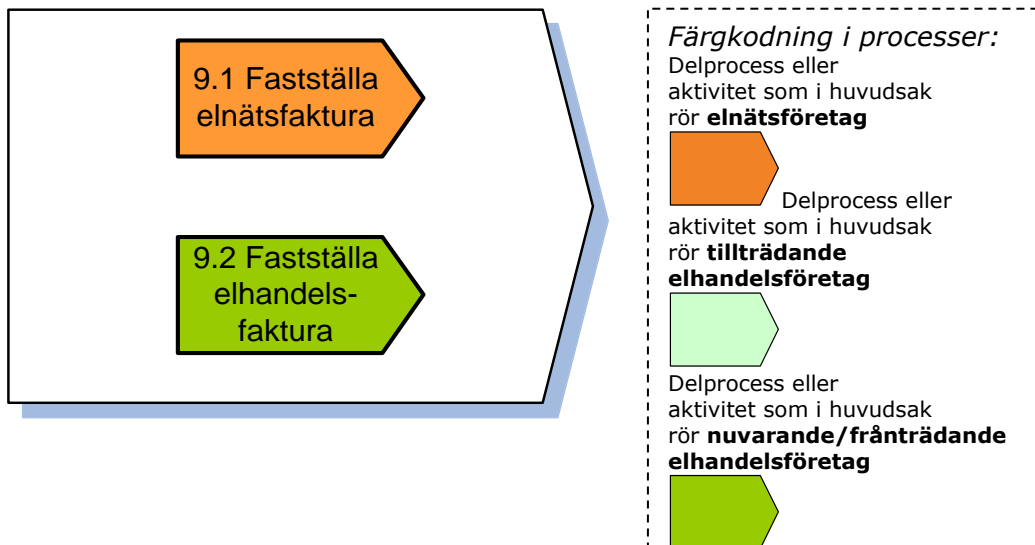 9.1 Fastställa
elnätsfaktura
9.2 Fastställa
elhandels-
faktura
Färgkodning i processer:
Delprocess eller
aktivitet som i huvudsak
rör elnätsföretag
Delprocess eller
aktivitet som i huvudsak
rör tillträdande
elhandelsföretag
Delprocess eller
aktivitet som i huvudsak
rör nuvarande/frånträdande
elhandelsföretag